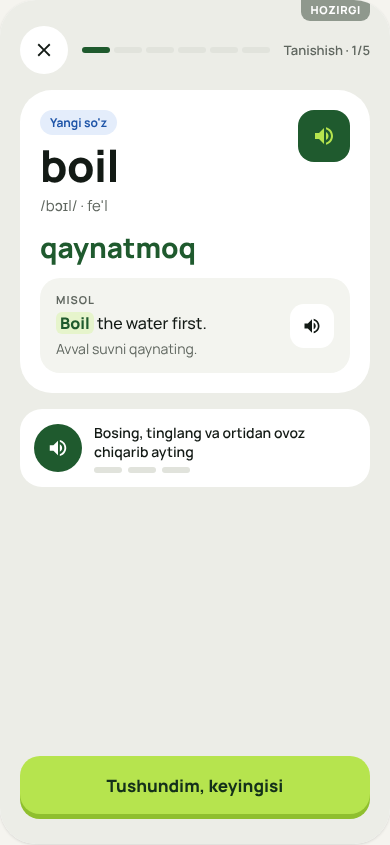 HOZIRGI
Tanishish · 1/5
Yangi so'z
boil
/bɔɪl/ · fe'l
qaynatmoq
MISOL
Boil the water first.
Avval suvni qaynating.
Bosing, tinglang va ortidan ovoz
chiqarib ayting
Tushundim, keyingisi